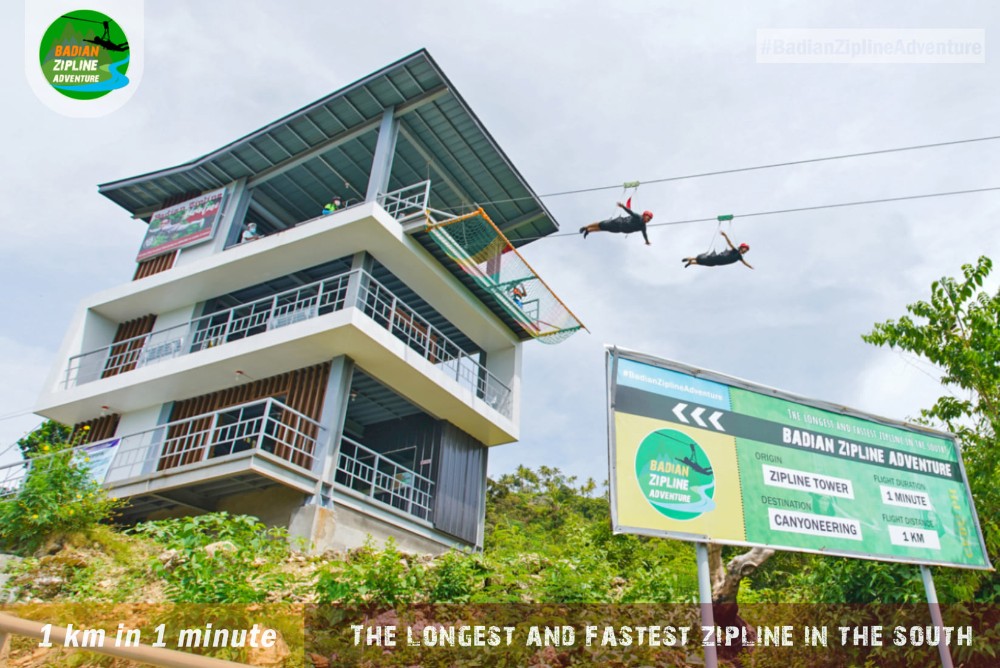 BADIAN
ZIPLINE
ADVENTURE
#BadianZiplineAdventure
Badian Zipline
Adventure
#BadianZiplineAdventure
THE LONGEST AND FASTEST ZIPLINE IN THE SOUTH!
BADIAN ZIPLINE ADVENTURE
BADIAN
ZIPLINE
ADVENTURE
ORIGIN
ZIPLINE TOWER
DESTINATION
CANYONEERING
FLIGHT DURATION
1 MINUTE
FLIGHT DISTANCE
1 KM
1 km in 1 minute
THE LONGEST AND FASTEST ZIPLINE IN THE SOUTH